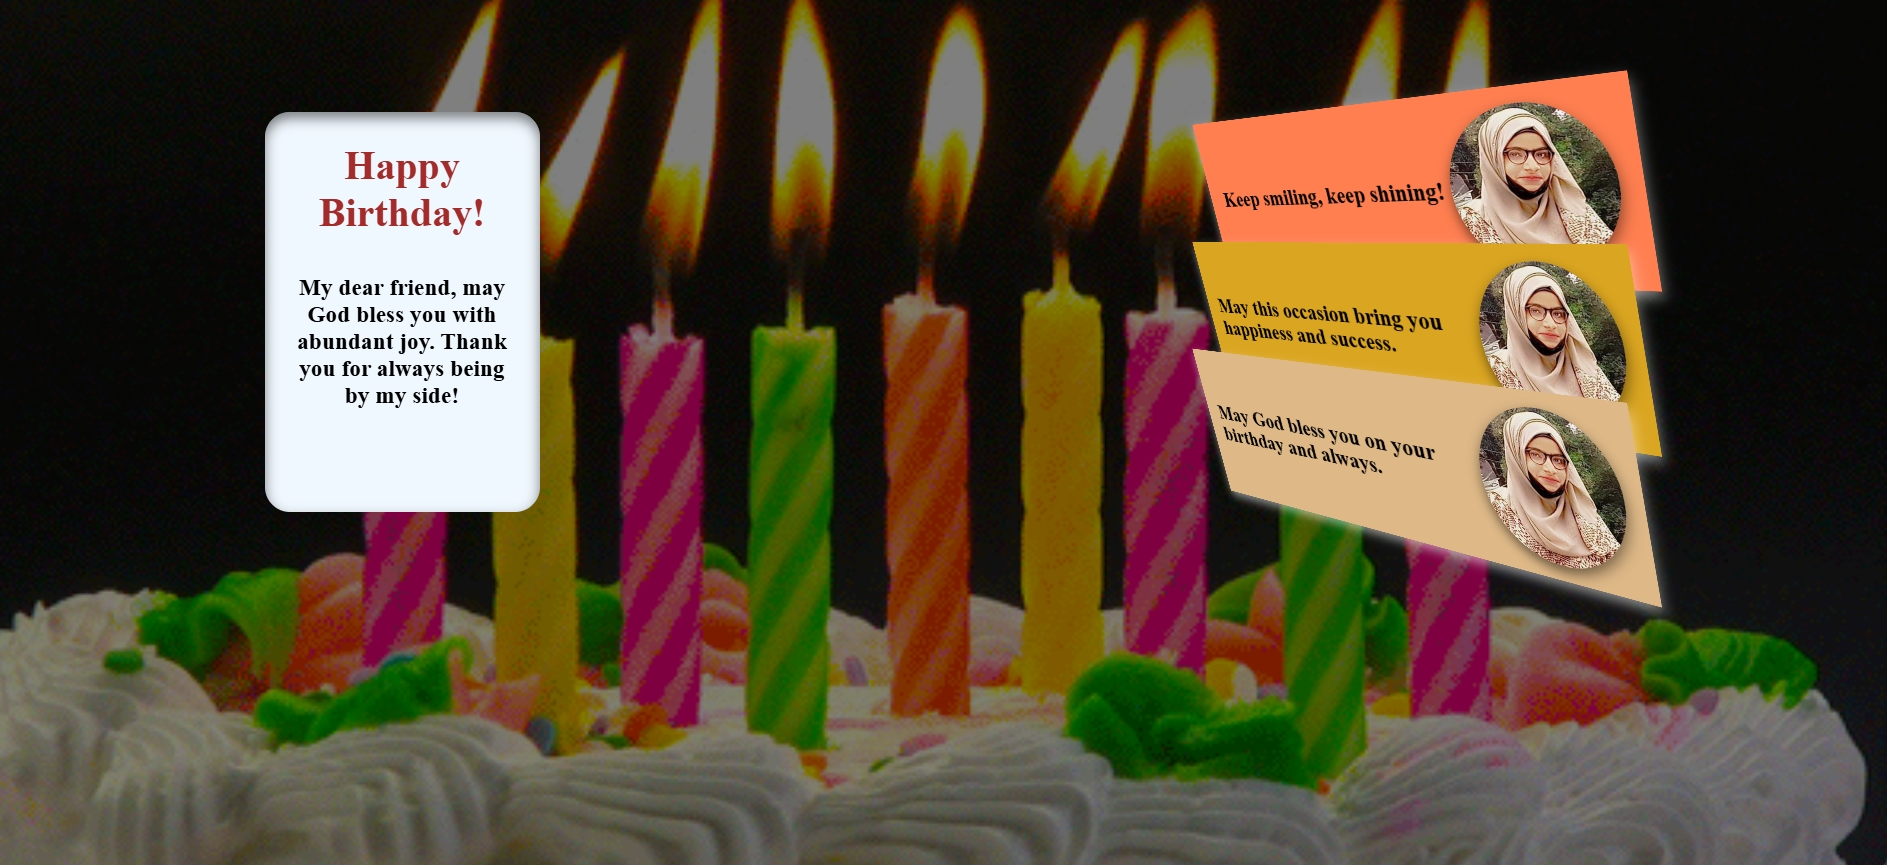 Happy
Birthday!
My dear friend, may
God bless you with
abundant joy. Thank
you for always being
by my side!
Keep smiling, keep shining!
May this occasion bring you
happiness and success.
May God bless you on your
birthday and always.